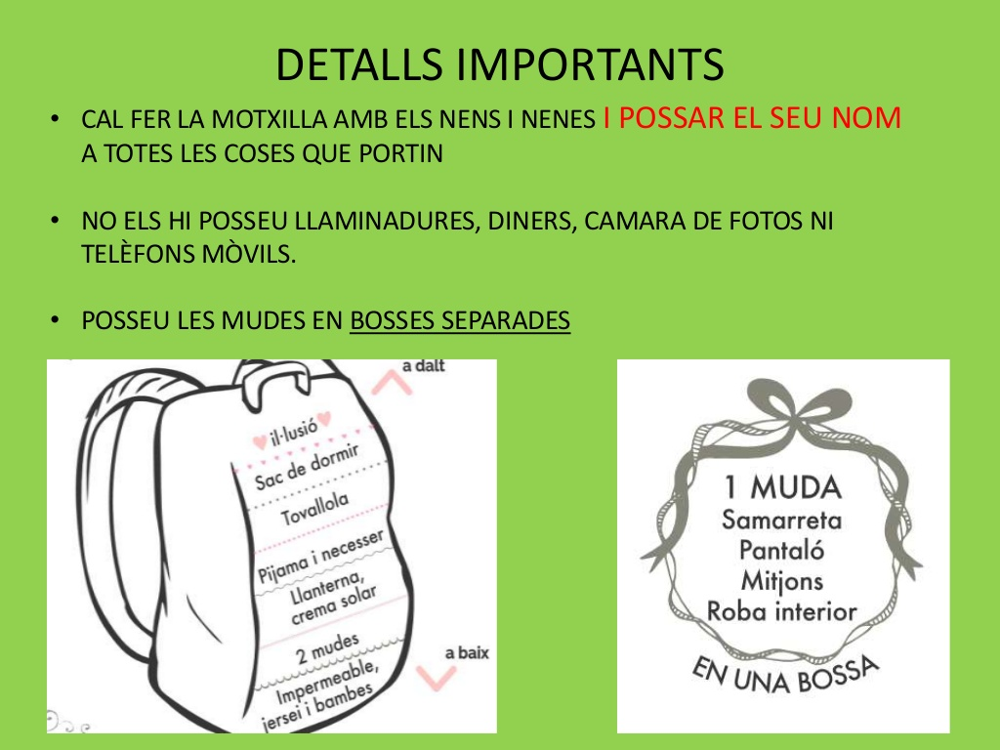 DETALLS IMPORTANTS
• CAL FER LA MOTXILLA AMB ELS NENS I NENES I POSSAR EL SEU NOM
A TOTES LES COSES QUE PORTIN
• NO ELS HI POSSEU LLAMINADURES, DINERS, CAMARA DE FOTOS NI
TELÈFONS MÒVILS.
• POSSEU LES MUDES EN BOSSES SEPARADES
a dalt
il·lusió
Sac de dormir
Tovallola
Pijama i necesser
Llanterna,
crema solar
2 mudes
a baix
Impermeable,
jersei i bambes
1 MUDA
Samarreta
Pantaló
Mitjons
Roba interior
EN UNA BOSSA